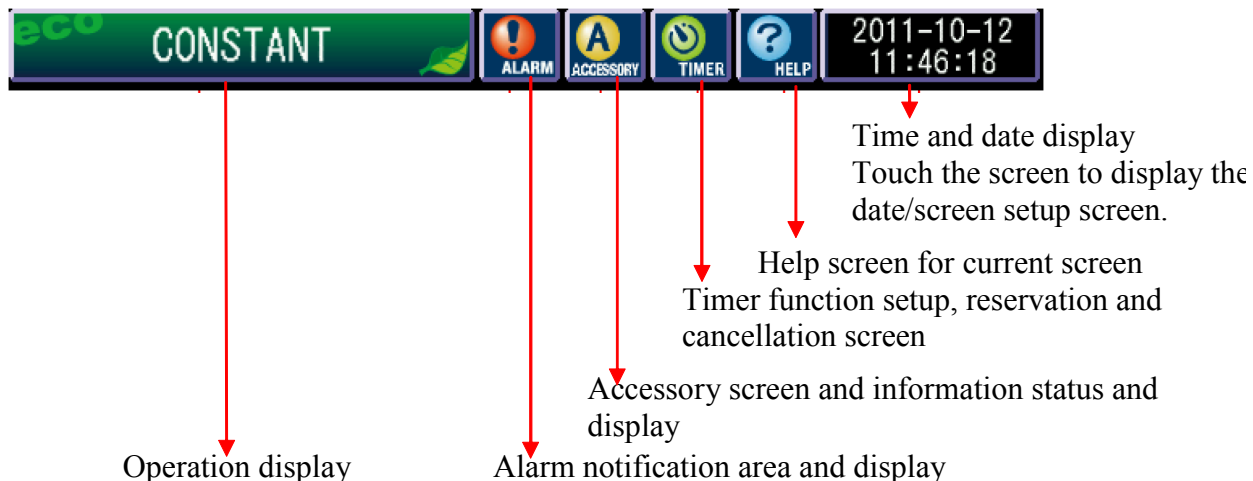 eco
CONSTANT
ALARM
ACCESSORY
TIMER
HELP
2011-10-12
11:46:18
Time and date display
Touch the screen to display the
date/screen setup screen.
Help screen for current screen
Timer function setup, reservation and
cancellation screen
Accessory screen and information status and
display
Operation display
Alarm notification area and display